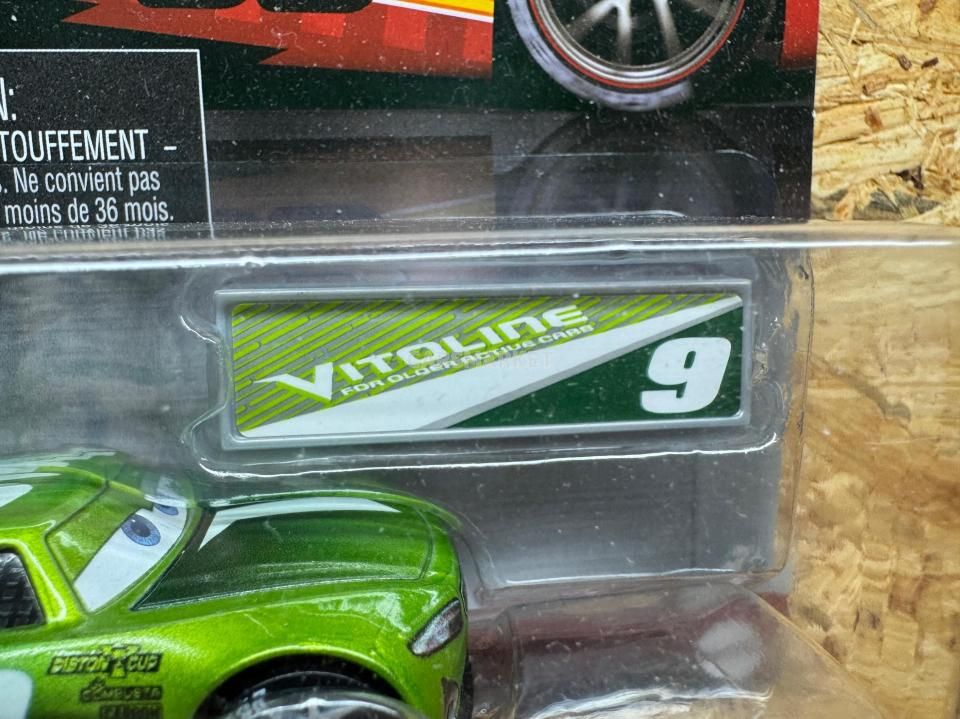 N:
TOUFFEMENT –
. Ne convient pas
moins de 36 mois.
VITOLINE
FOR OLDER ACTIVE CARS
9
PISTON CUP